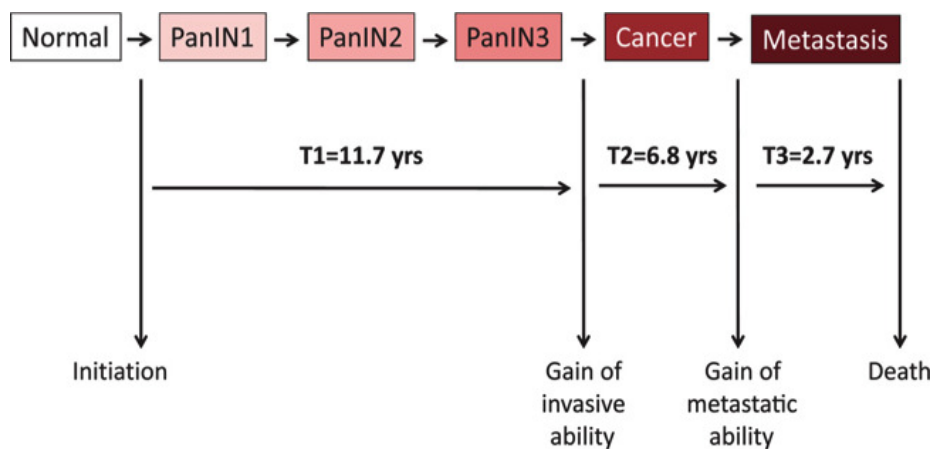 Normal PanIN1 PanIN2 PanIN3 Cancer Metastasis
T1=11.7 yrs T2=6.8 yrs T3=2.7 yrs
Initiation
Gain of
invasive
ability
Gain of
metastatic
ability
Death